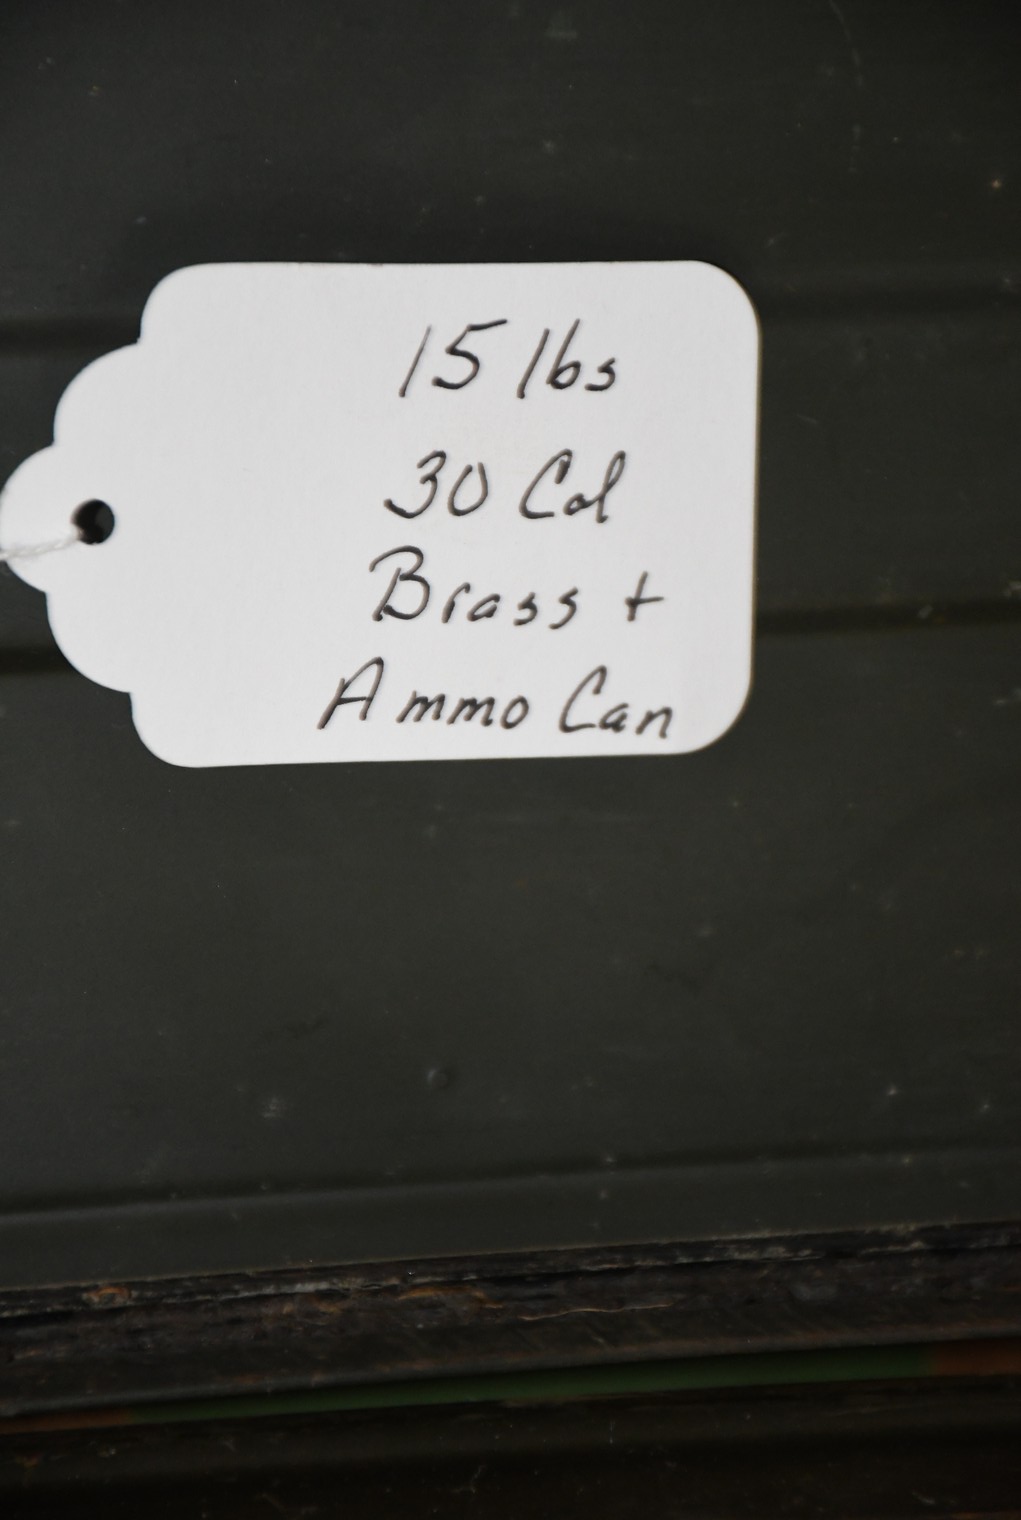 15 lbs
30 Cal
Brass +
Ammo Can